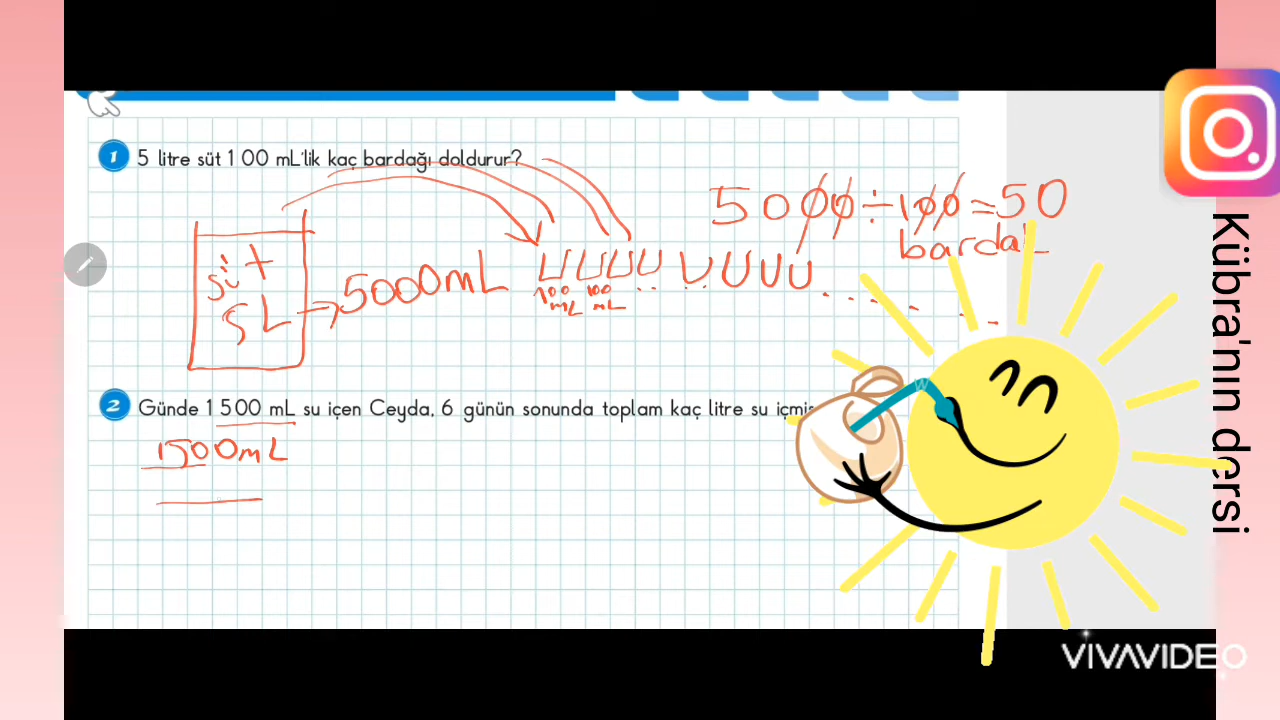 1 5 litre süt 100 mL'lik kaç bardağı doldurur?
5000 ÷ 100 = 50
bardak
süt
5L → 5000mL
100 mL 100 mL
2 Günde 1 500 mL su içen Ceyda, 6 günün sonunda toplam kaç litre su içmiş
1500mL
Kübra'nın dersi
VIVAVIDEO